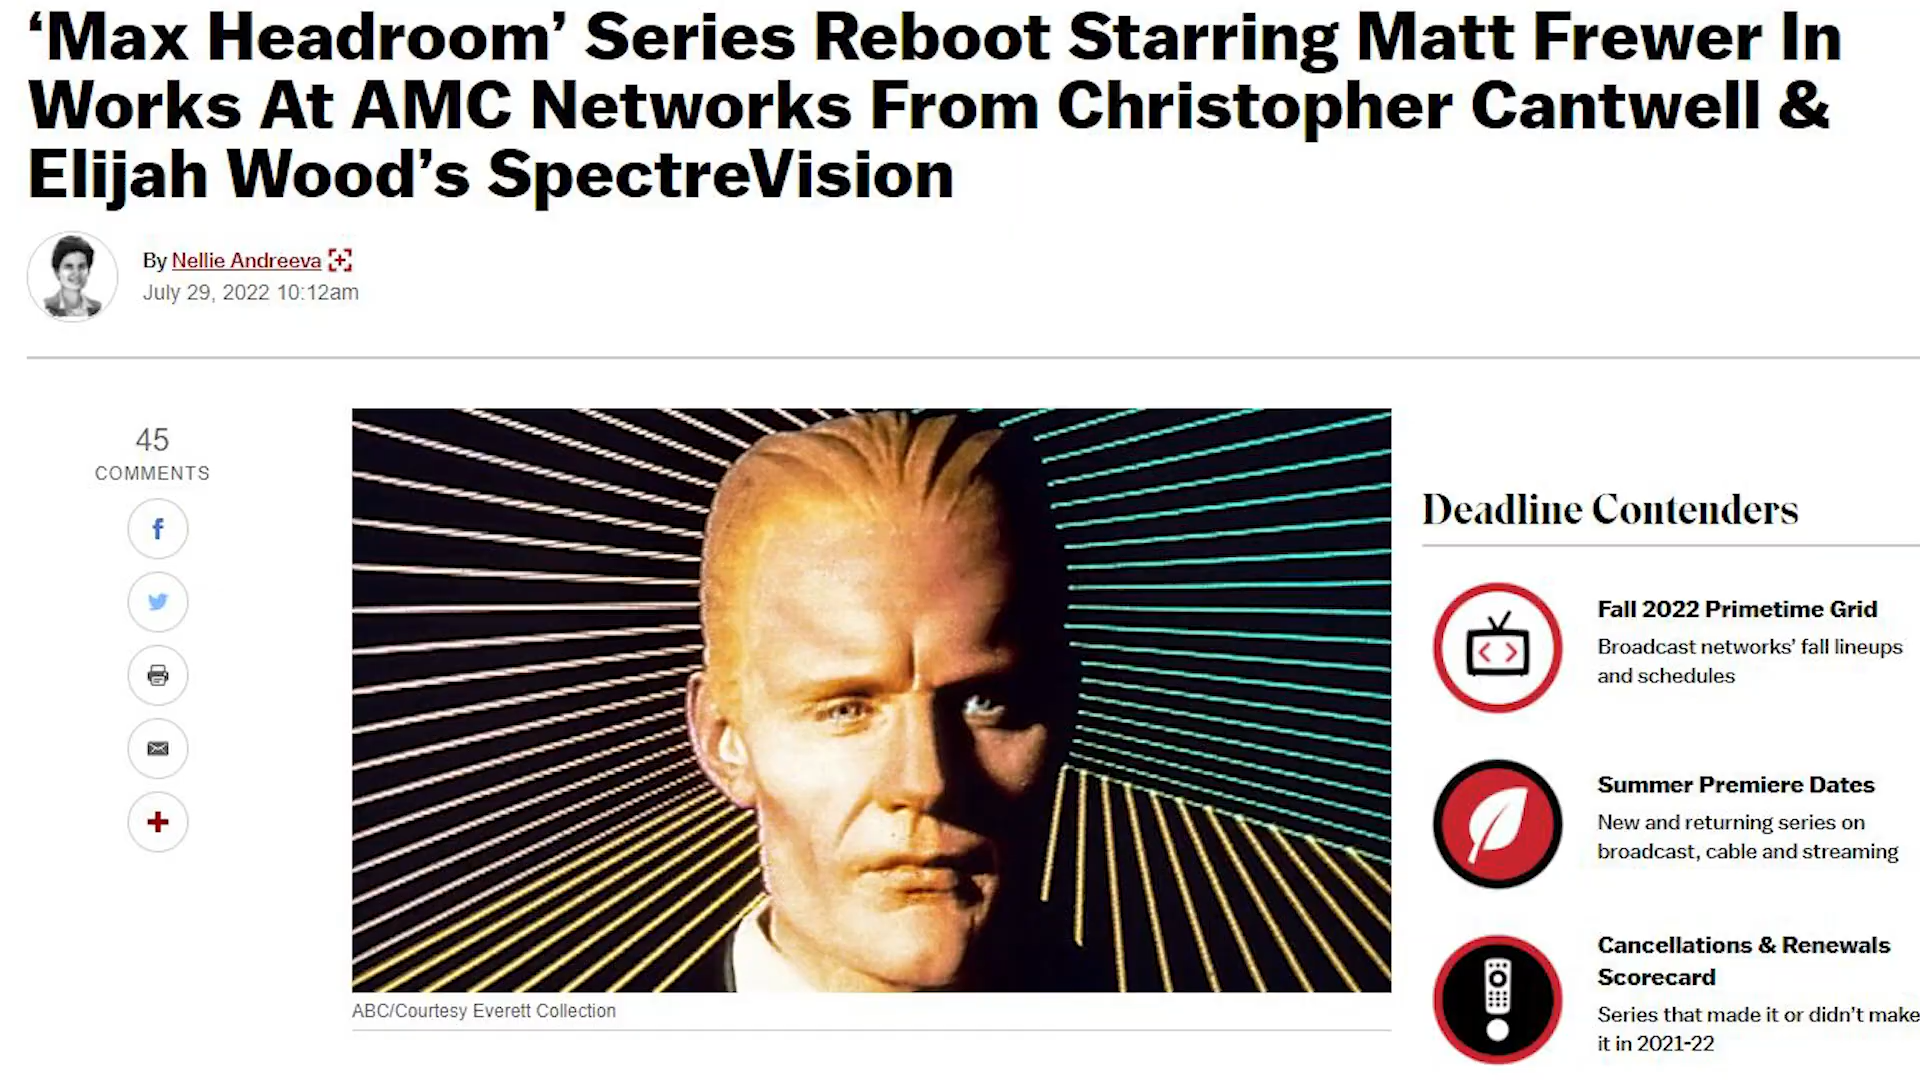 ‘Max Headroom’ Series Reboot Starring Matt Frewer In
Works At AMC Networks From Christopher Cantwell &
Elijah Wood’s SpectreVision
By Nellie Andreeva
July 29, 2022 10:12am
45
COMMENTS
ABC/Courtesy Everett Collection
Deadline Contenders
Fall 2022 Primetime Grid
Broadcast networks’ fall lineups
and schedules
Summer Premiere Dates
New and returning series on
broadcast, cable and streaming
Cancellations & Renewals
Scorecard
Series that made it or didn’t make
it in 2021-22